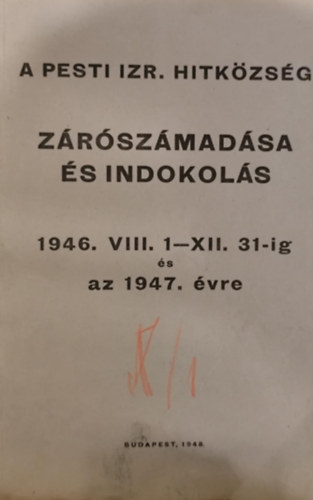 A PESTI IZR. HITKÖZSÉG
ZÁRÓSZÁMADÁSA
ÉS INDOKOLÁS
1946. VIII. 1—XII. 31-ig
és
az 1947. évre
BUDAPEST, 1948.